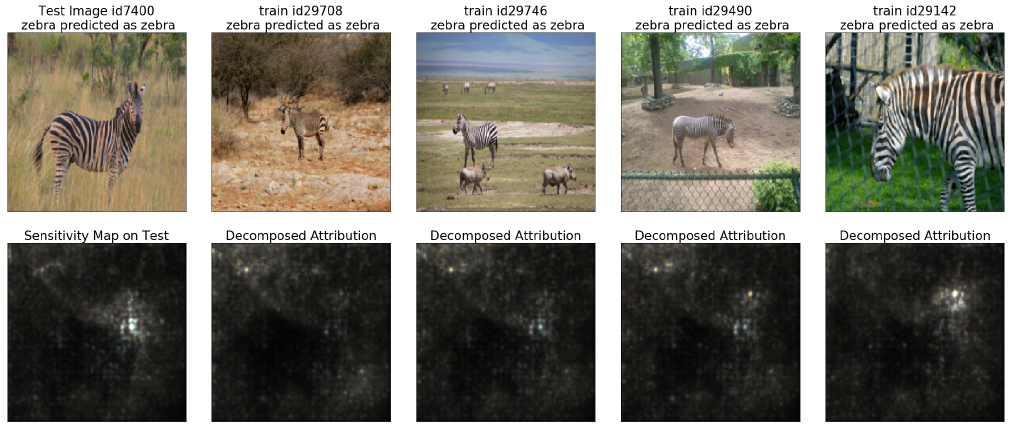 Test Image id7400
zebra predicted as zebra
train id29708
zebra predicted as zebra
train id29746
zebra predicted as zebra
train id29490
zebra predicted as zebra
train id29142
zebra predicted as zebra
Sensitivity Map on Test
Decomposed Attribution
Decomposed Attribution
Decomposed Attribution
Decomposed Attribution